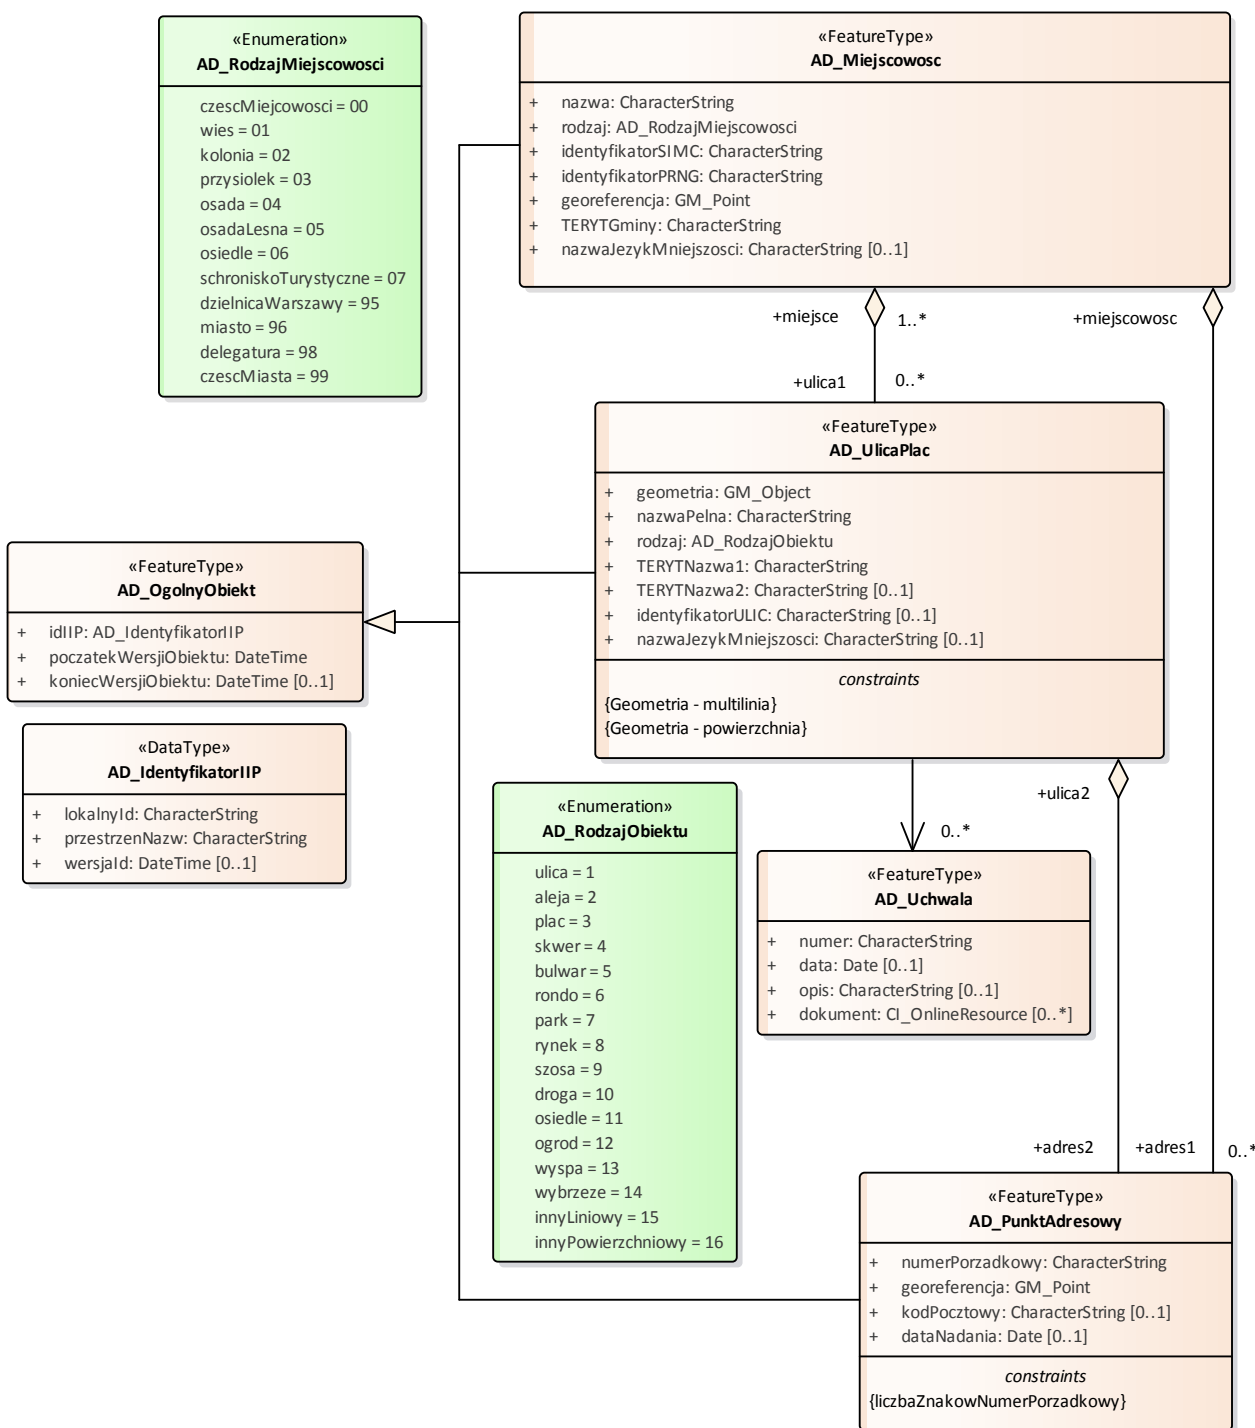 «Enumeration»
AD_RodzajMiejscowosci
czescMiejcowosci = 00
wies = 01
kolonia = 02
przysiolek = 03
osada = 04
osadaLesna = 05
osiedle = 06
schroniskoTurystyczne = 07
dzielnicaWarszawy = 95
miasto = 96
delegatura = 98
czescMiasta = 99
«FeatureType»
AD_Miejscowosc
+ nazwa: CharacterString
+ rodzaj: AD_RodzajMiejscowosci
+ identyfikatorSIMC: CharacterString
+ identyfikatorPRNG: CharacterString
+ georeferencja: GM_Point
+ TERYTGminy: CharacterString
+ nazwaJezykMniejszosci: CharacterString [0..1]
+miejsce
1..*
+miejscowosc
+ulica1
0..*
«FeatureType»
AD_UlicaPlac
+ geometria: GM_Object
+ nazwaPelna: CharacterString
+ rodzaj: AD_RodzajObiektu
+ TERYTNazwa1: CharacterString
+ TERYTNazwa2: CharacterString [0..1]
+ identyfikatorULIC: CharacterString [0..1]
+ nazwaJezykMniejszosci: CharacterString [0..1]
constraints
{Geometria - multilinia}
{Geometria - powierzchnia}
«FeatureType»
AD_OgolnyObiekt
+ idIIP: AD_IdentyfikatorIIP
+ poczatekWersjiObiektu: DateTime
+ koniecWersjiObiektu: DateTime [0..1]
«DataType»
AD_IdentyfikatorIIP
+ lokalnyId: CharacterString
+ przestrzenNazw: CharacterString
+ wersjaId: DateTime [0..1]
«Enumeration»
AD_RodzajObiektu
ulica = 1
aleja = 2
plac = 3
skwer = 4
bulwar = 5
rondo = 6
park = 7
rynek = 8
szosa = 9
droga = 10
osiedle = 11
ogrod = 12
wyspa = 13
wybrzeze = 14
innyLiniowy = 15
innyPowierzchniowy = 16
+ulica2
0..*
«FeatureType»
AD_Uchwala
+ numer: CharacterString
+ data: Date [0..1]
+ opis: CharacterString [0..1]
+ dokument: CI_OnlineResource [0..*]
+adres2
+adres1
0..*
«FeatureType»
AD_PunktAdresowy
+ numerPorzadkowy: CharacterString
+ georeferencja: GM_Point
+ kodPocztowy: CharacterString [0..1]
+ dataNadania: Date [0..1]
constraints
{liczbaZnakowNumerPorzadkowy}